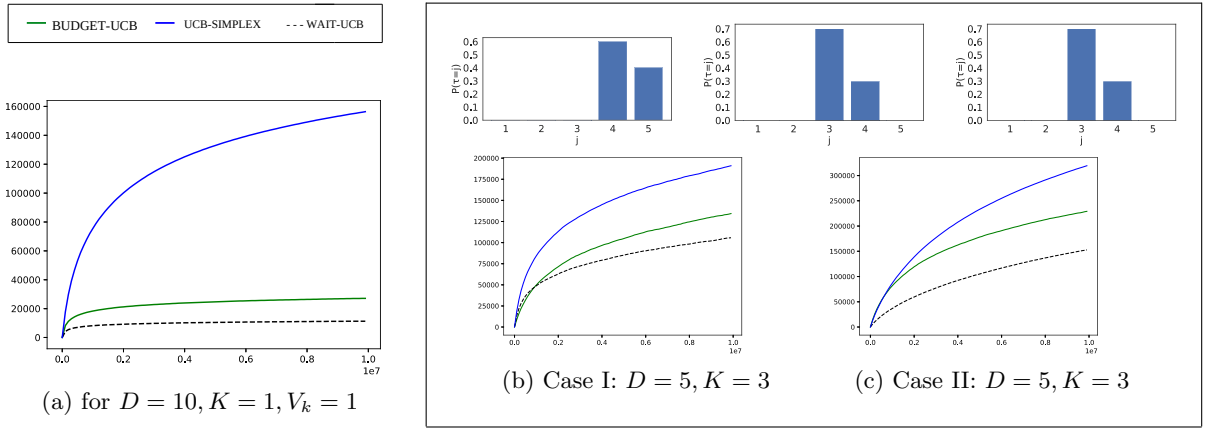 BUDGET-UCB
UCB-SIMPLEX
WAIT-UCB
160000
140000
120000
100000
80000
60000
40000
20000
0
0.0 0.2 0.4 0.6 0.8 1.0
1e7
(a) for D = 10, K = 1, V_k = 1
P(τ=j)
0.6
0.5
0.4
0.3
0.2
0.1
0.0
1 2 3 4 5
j
P(τ=j)
0.7
0.6
0.5
0.4
0.3
0.2
0.1
0.0
1 2 3 4 5
j
P(τ=j)
0.7
0.6
0.5
0.4
0.3
0.2
0.1
0.0
1 2 3 4 5
j
200000
175000
150000
125000
100000
75000
50000
25000
0
0.0 0.2 0.4 0.6 0.8 1.0
1e7
(b) Case I: D = 5, K = 3
300000
250000
200000
150000
100000
50000
0
0.0 0.2 0.4 0.6 0.8 1.0
1e7
(c) Case II: D = 5, K = 3